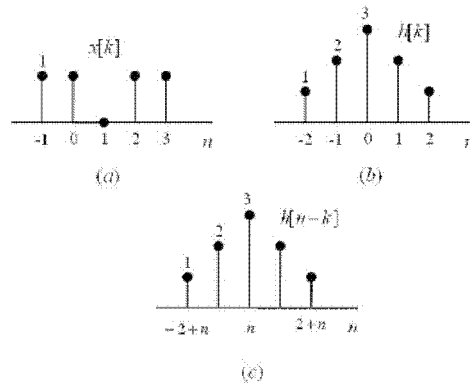 x[k]
1
-1 0 1 2 3 n
(a)
3
h[k]
2
1
-2 -1 0 1 2 n
(b)
3
h[n-k]
2
1
-2+n n 2+n n
(c)